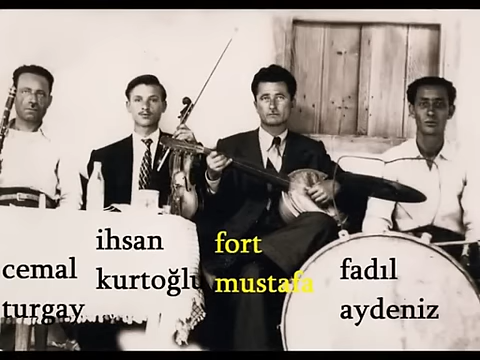 cemal
turgay
ihsan
kurtoğlu
fort
mustafa
fadıl
aydeniz